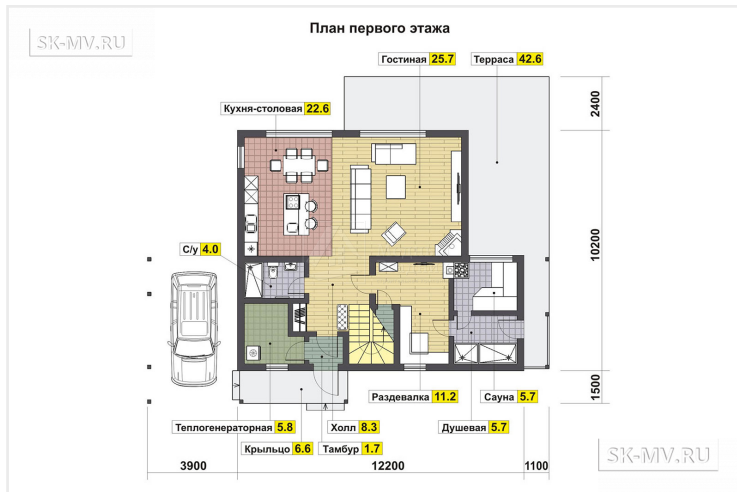 План первого этажа
SK-MV.RU
Гостиная 25.7
Терраса 42.6
Кухня-столовая 22.6
2400
С/у 4.0
10200
1500
Раздевалка 11.2
Сауна 5.7
Теплогенераторная 5.8
Холл 8.3
Душевая 5.7
Крыльцо 6.6
Тамбур 1.7
SK-MV.RU
3900
12200
1100